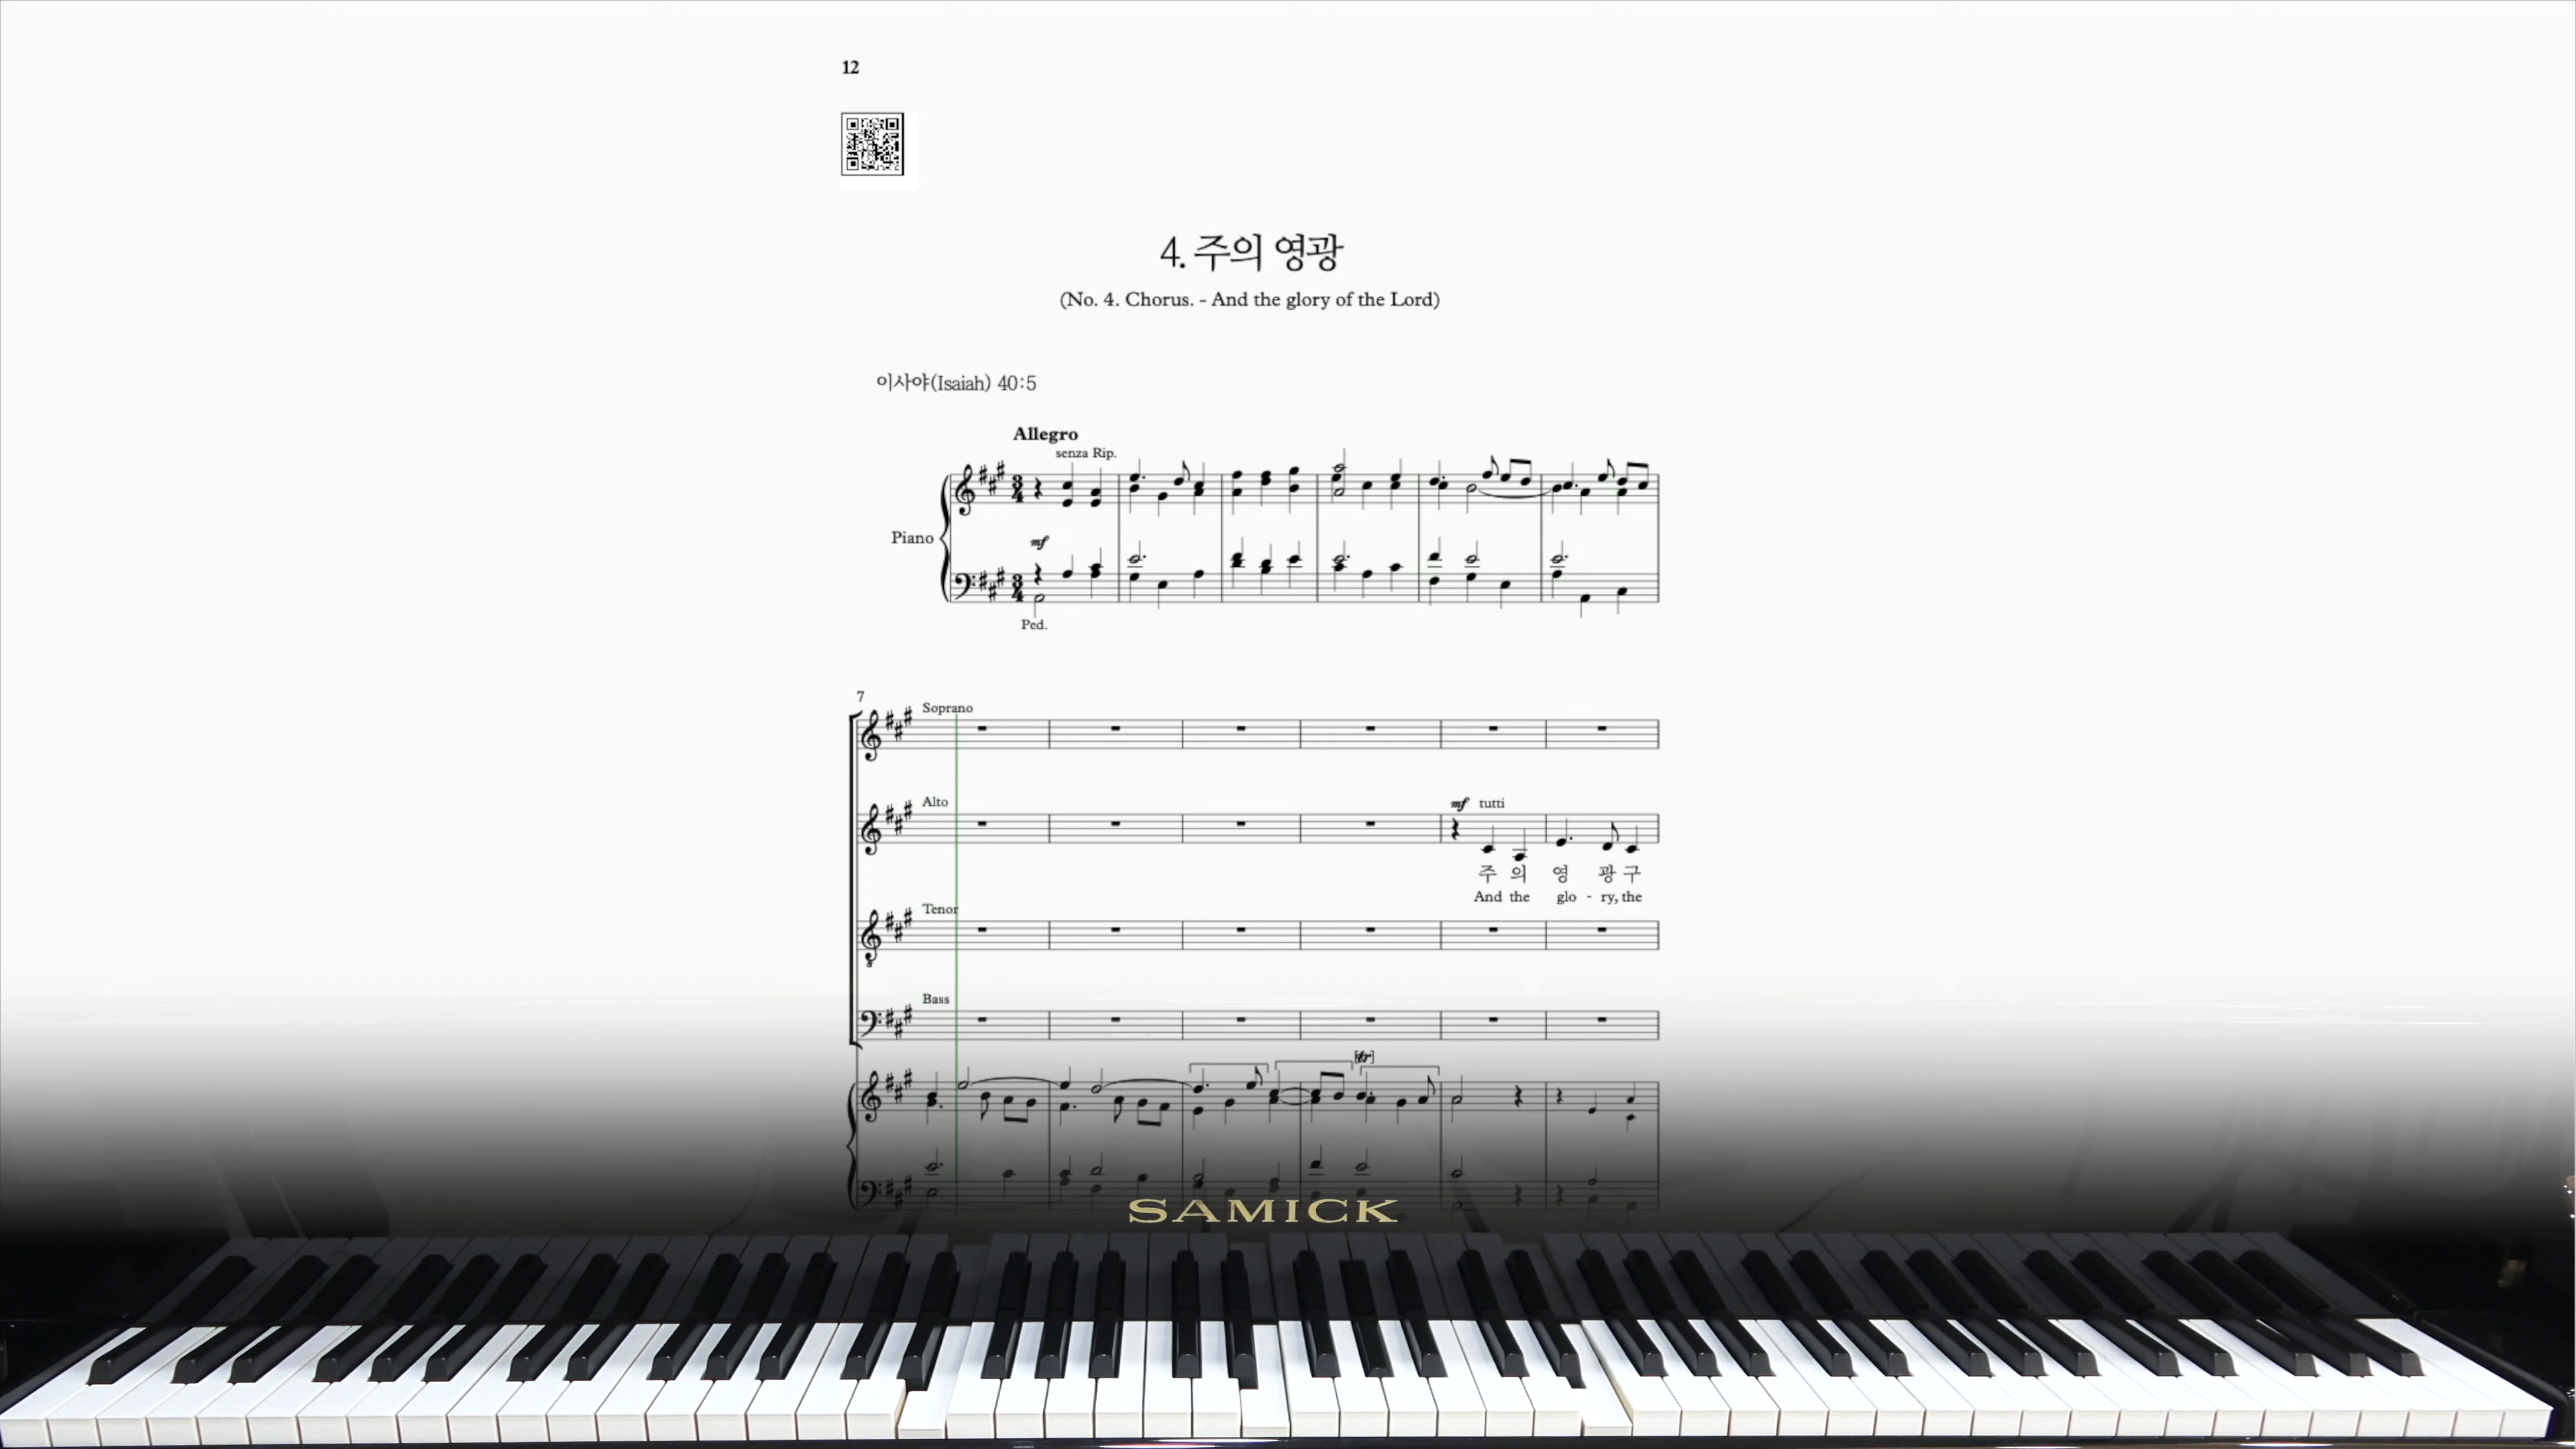 12
4. 주의 영광
(No. 4. Chorus. - And the glory of the Lord)
이사야(Isaiah) 40:5
Allegro
senza Rip.
Piano
mf
Ped.
7
Soprano
Alto
mf tutti
주 의 영 광 구
And the glo - ry, the
Tenor
Bass
[tr]
SAMICK